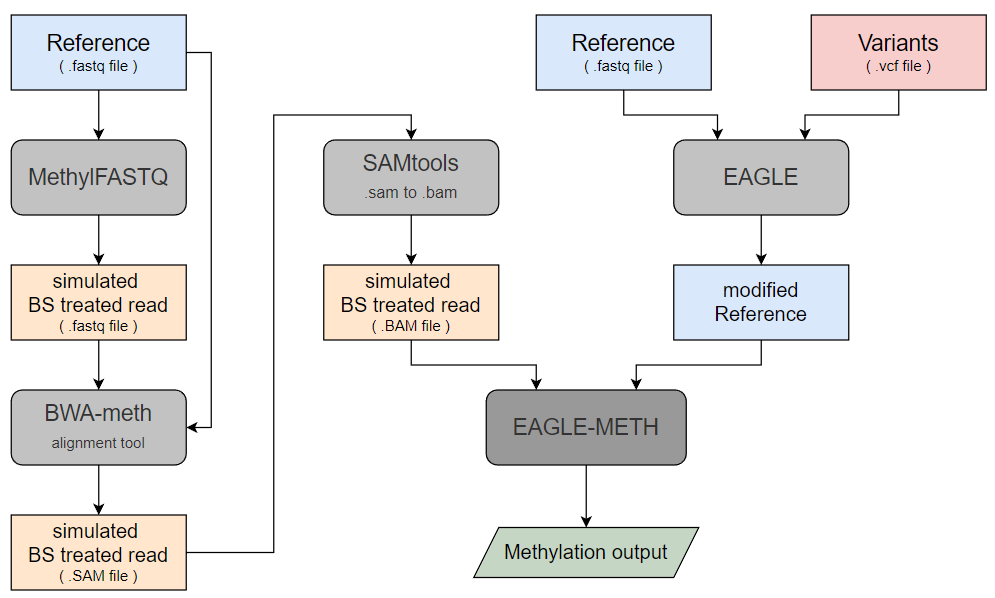 Reference
( .fastq file )
MethylFASTQ
simulated
BS treated read
( .fastq file )
BWA-meth
alignment tool
simulated
BS treated read
( .SAM file )
SAMtools
.sam to .bam
simulated
BS treated read
( .BAM file )
Reference
( .fastq file )
Variants
( .vcf file )
EAGLE
modified
Reference
EAGLE-METH
Methylation output